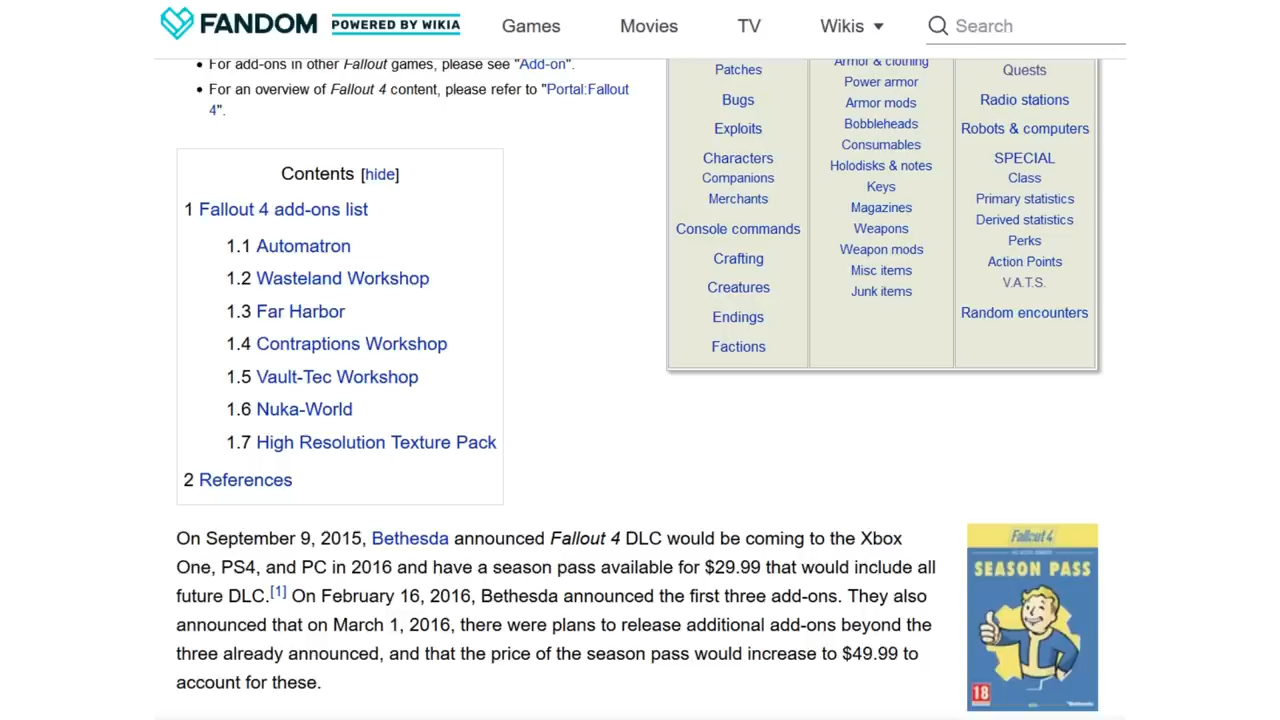 FANDOM POWERED BY WIKIA Games Movies TV Wikis Search
For add-ons in other Fallout games, please see "Add-on".
For an overview of Fallout 4 content, please refer to "Portal:Fallout
4".
Contents [hide]
1 Fallout 4 add-ons list
1.1 Automatron
1.2 Wasteland Workshop
1.3 Far Harbor
1.4 Contraptions Workshop
1.5 Vault-Tec Workshop
1.6 Nuka-World
1.7 High Resolution Texture Pack
2 References
Patches
Bugs
Exploits
Characters
Companions
Merchants
Console commands
Crafting
Creatures
Endings
Factions
Armor & clothing
Power armor
Armor mods
Bobbleheads
Consumables
Holodisks & notes
Keys
Magazines
Weapons
Weapon mods
Misc items
Junk items
Quests
Radio stations
Robots & computers
SPECIAL
Class
Primary statistics
Derived statistics
Perks
Action Points
V.A.T.S.
Random encounters
On September 9, 2015, Bethesda announced Fallout 4 DLC would be coming to the Xbox
One, PS4, and PC in 2016 and have a season pass available for $29.99 that would include all
future DLC.[1] On February 16, 2016, Bethesda announced the first three add-ons. They also
announced that on March 1, 2016, there were plans to release additional add-ons beyond the
three already announced, and that the price of the season pass would increase to $49.99 to
account for these.
Fallout 4
SEASON PASS
18
Bethesda